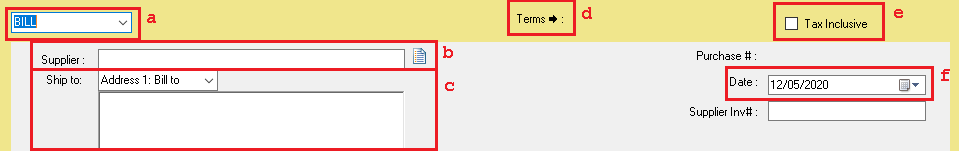 BILL a Terms ➡ : d Tax Inclusive e
Supplier : b Purchase # :
Ship to: Address 1: Bill to c Date : 12/05/2020 f
Supplier Inv# :